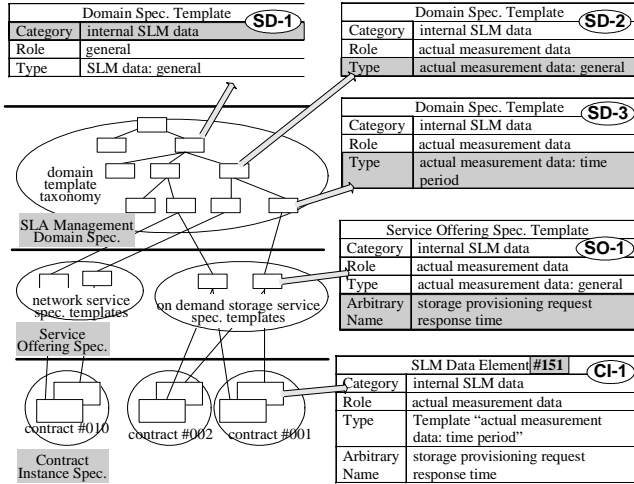 Domain Spec. Template SD-1
Category internal SLM data
Role general
Type SLM data: general
Domain Spec. Template SD-2
Category internal SLM data
Role actual measurement data
Type actual measurement data: general
Domain Spec. Template SD-3
Category internal SLM data
Role actual measurement data
Type actual measurement data: time
period
domain
template
taxonomy
SLA Management
Domain Spec.
Service Offering Spec. Template
SO-1
Category internal SLM data
Role actual measurement data
Type actual measurement data: general
Arbitrary storage provisioning request
Name response time
network service
spec. templates
on demand storage service
spec. templates
Service
Offering Spec.
SLM Data Element #151 CI-1
Category internal SLM data
Role actual measurement data
Type Template “actual measurement
data: time period”
Arbitrary storage provisioning request
Name response time
contract #010
contract #002
contract #001
Contract
Instance Spec.